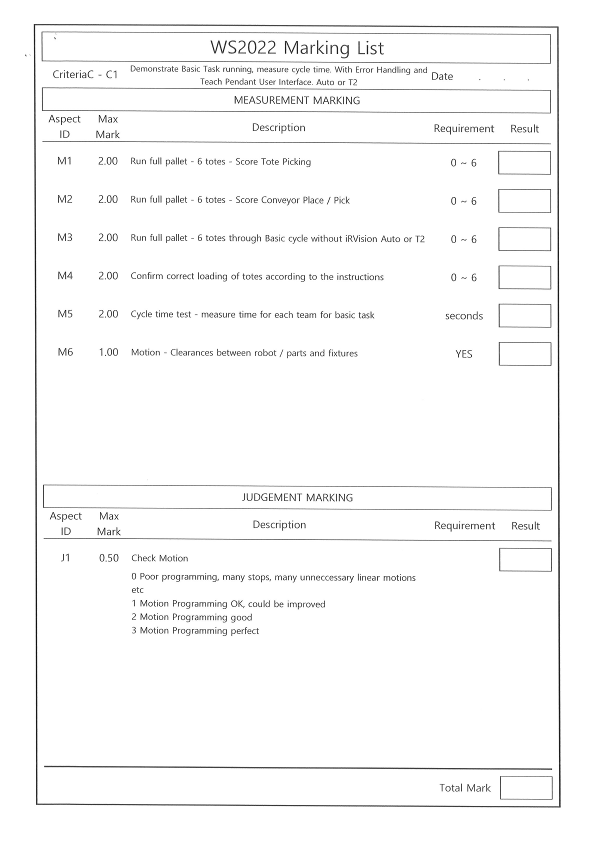 WS2022 Marking List
CriteriaC - C1
Demonstrate Basic Task running, measure cycle time. With Error Handling and
Teach Pendant User Interface. Auto or T2
Date . . .
MEASUREMENT MARKING
Aspect ID Max Mark Description Requirement Result
M1 2.00 Run full pallet - 6 totes - Score Tote Picking 0 ~ 6
M2 2.00 Run full pallet - 6 totes - Score Conveyor Place / Pick 0 ~ 6
M3 2.00 Run full pallet - 6 totes through Basic cycle without iRVision Auto or T2 0 ~ 6
M4 2.00 Confirm correct loading of totes according to the instructions 0 ~ 6
M5 2.00 Cycle time test - measure time for each team for basic task seconds
M6 1.00 Motion - Clearances between robot / parts and fixtures YES
JUDGEMENT MARKING
Aspect ID Max Mark Description Requirement Result
J1 0.50 Check Motion
0 Poor programming, many stops, many unneccessary linear motions
etc
1 Motion Programming OK, could be improved
2 Motion Programming good
3 Motion Programming perfect
Total Mark